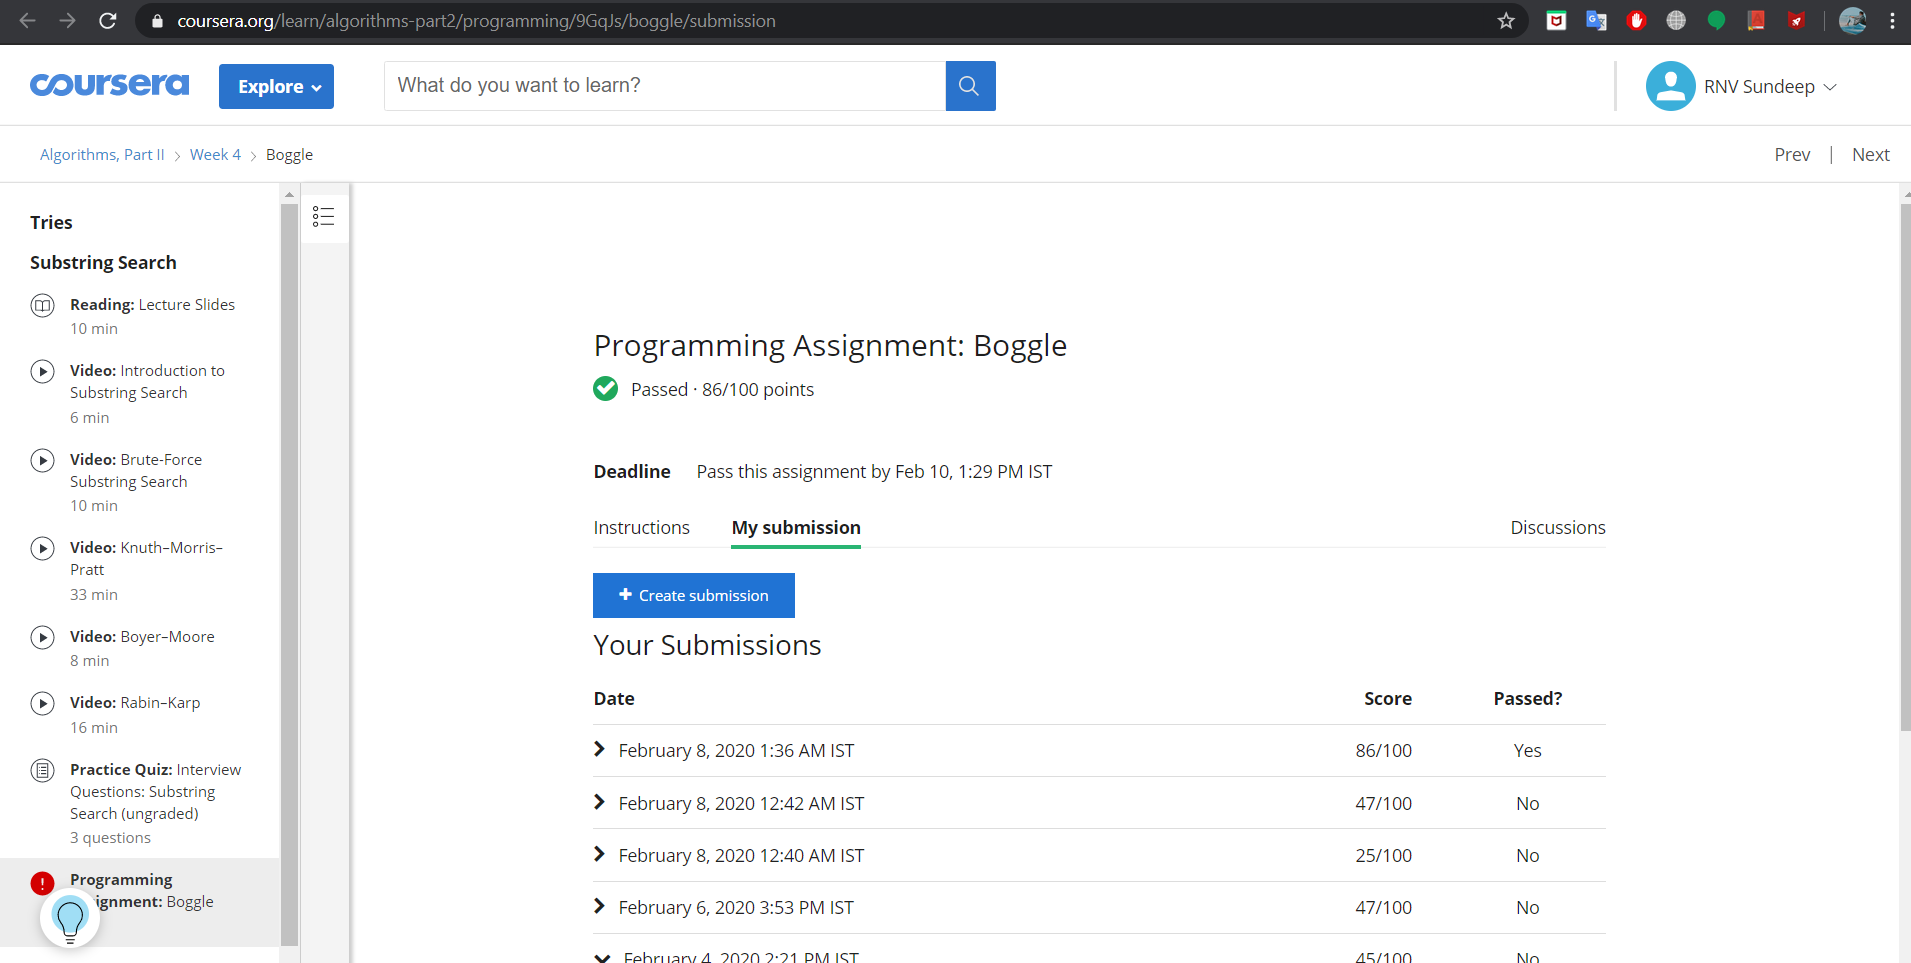 coursera.org/learn/algorithms-part2/programming/9GqJs/boggle/submission
coursera
Explore
What do you want to learn?
RNV Sundeep
Algorithms, Part II > Week 4 > Boggle
Prev | Next
Tries
Substring Search
Reading: Lecture Slides
10 min
Video: Introduction to
Substring Search
6 min
Video: Brute-Force
Substring Search
10 min
Video: Knuth–Morris–
Pratt
33 min
Video: Boyer–Moore
8 min
Video: Rabin–Karp
16 min
Practice Quiz: Interview
Questions: Substring
Search (ungraded)
3 questions
Programming
ignment: Boggle
Programming Assignment: Boggle
Passed · 86/100 points
Deadline Pass this assignment by Feb 10, 1:29 PM IST
Instructions My submission Discussions
+ Create submission
Your Submissions
Date Score Passed?
February 8, 2020 1:36 AM IST 86/100 Yes
February 8, 2020 12:42 AM IST 47/100 No
February 8, 2020 12:40 AM IST 25/100 No
February 6, 2020 3:53 PM IST 47/100 No
February 4, 2020 2:21 PM IST 45/100 No